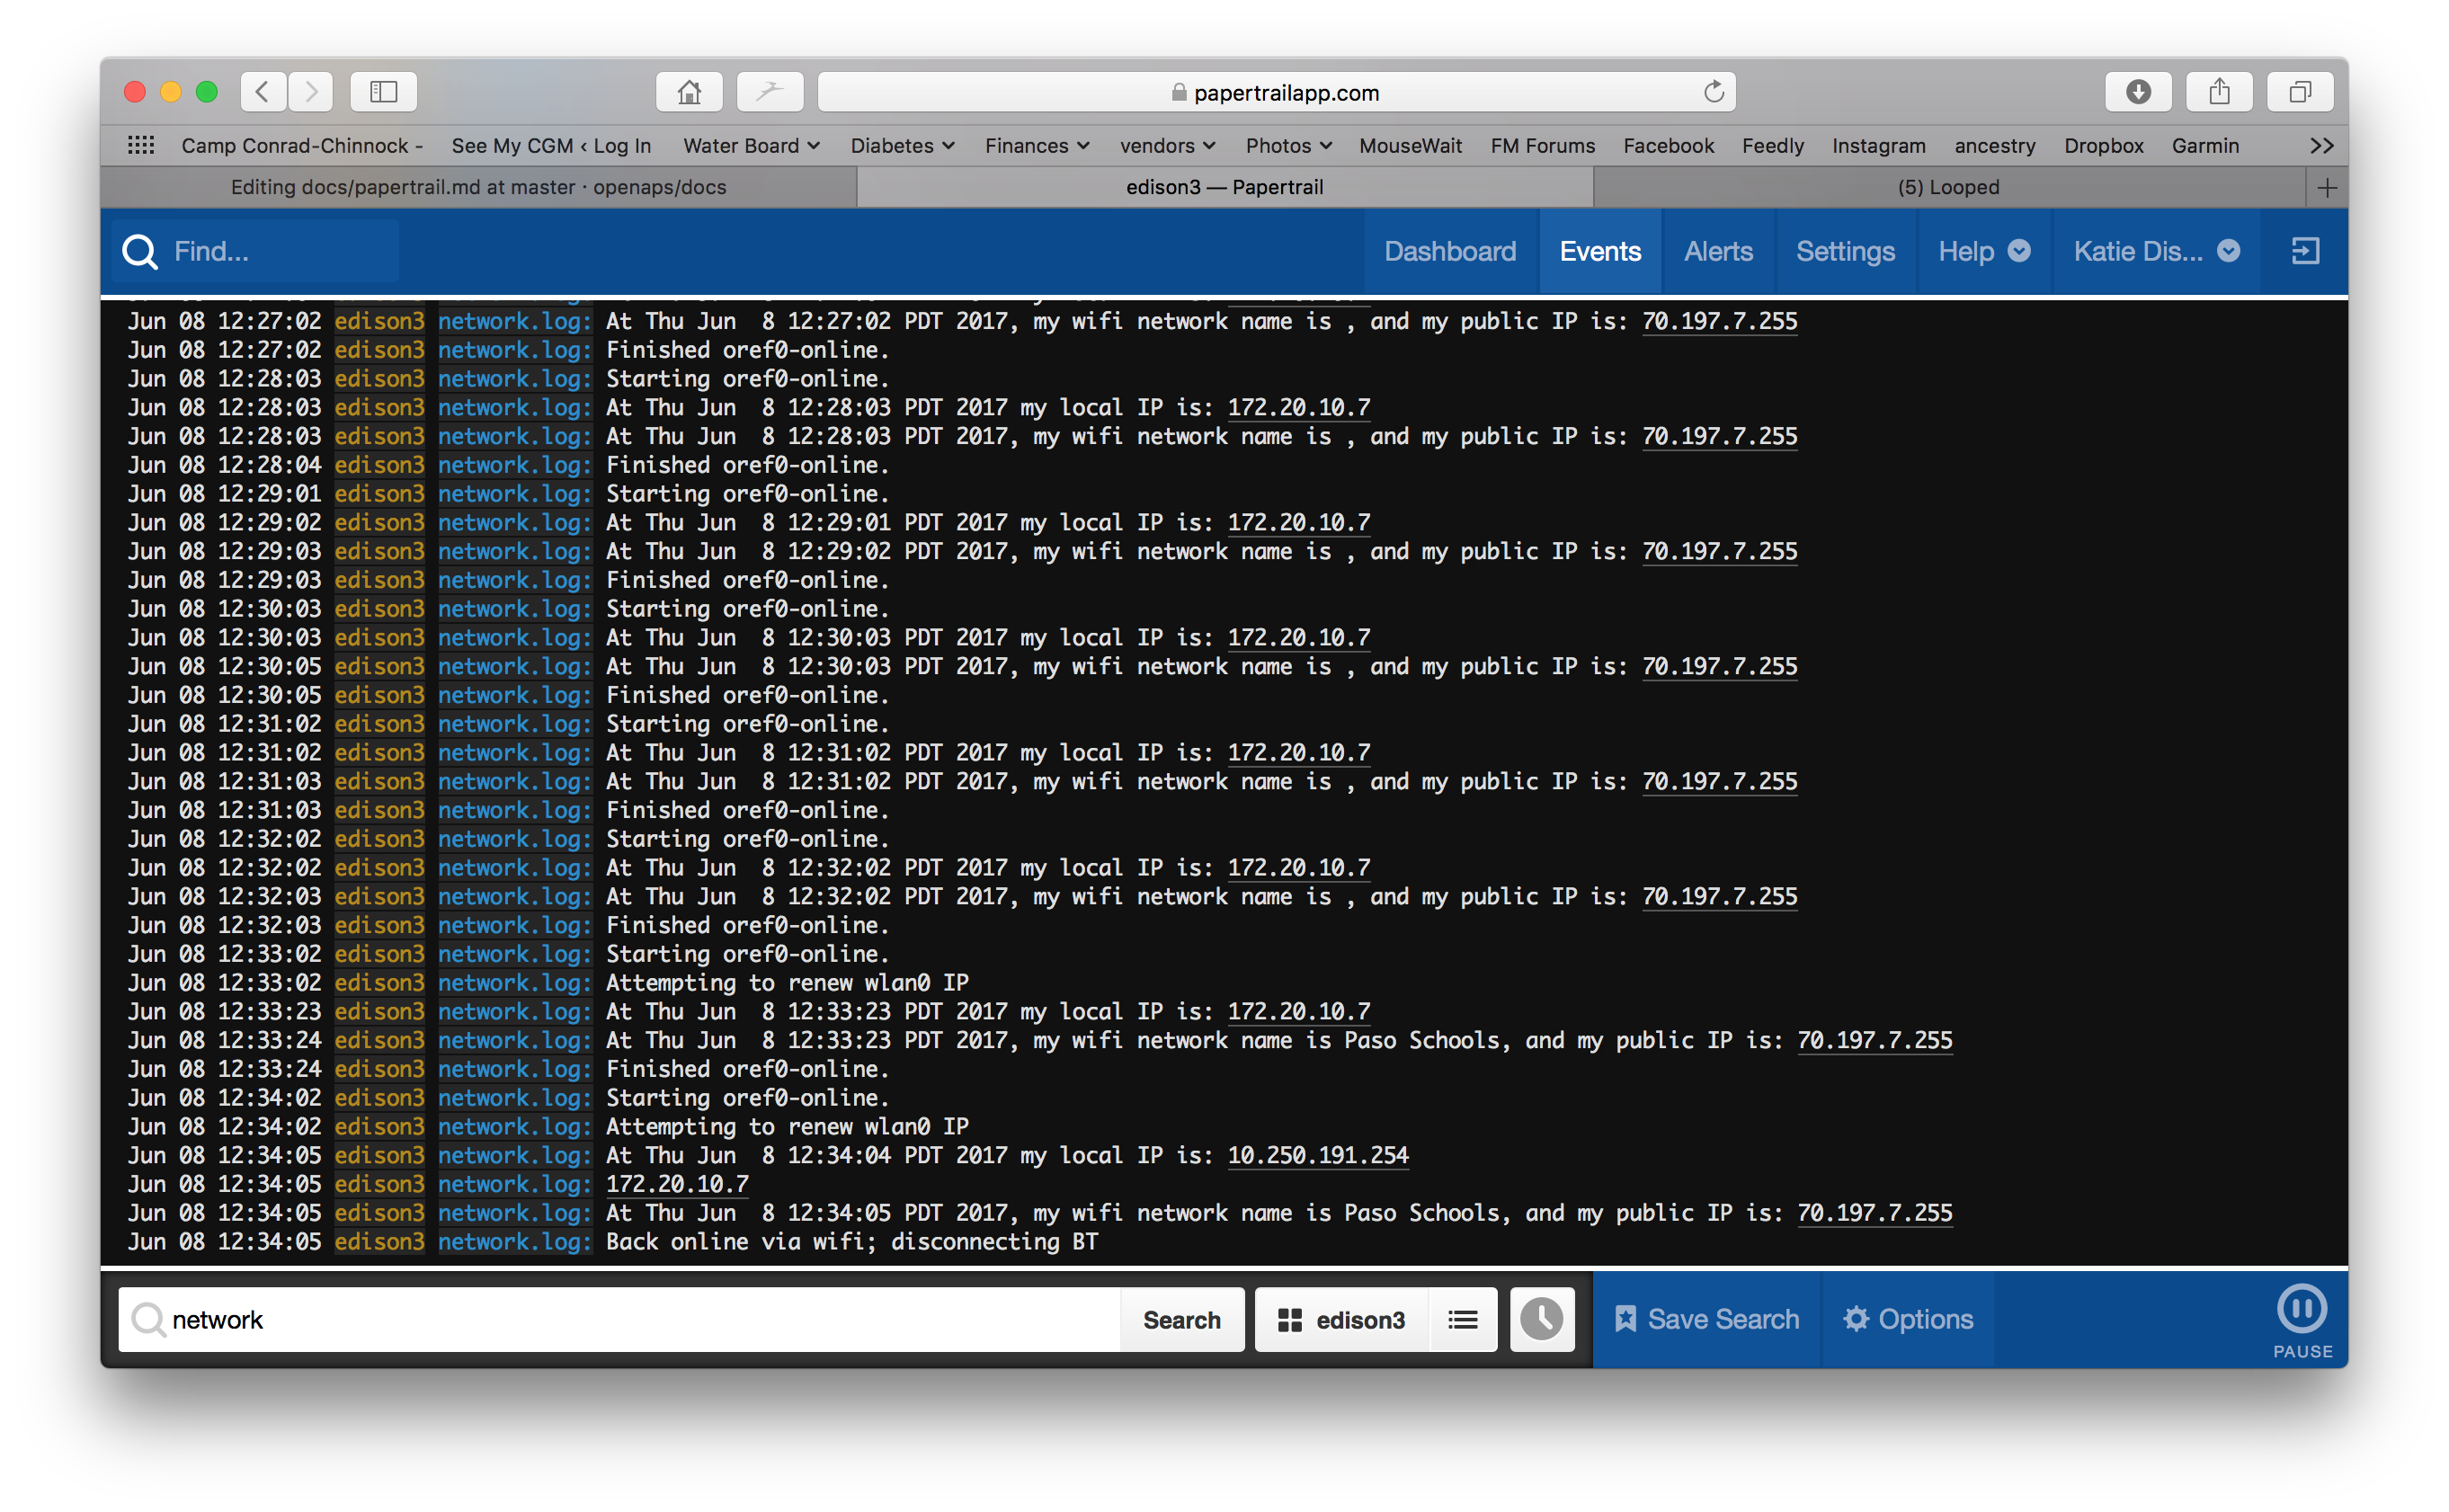 papertrailapp.com
Camp Conrad-Chinnock - See My CGM ‹ Log In Water Board Diabetes Finances vendors Photos MouseWait FM Forums Facebook Feedly Instagram ancestry Dropbox Garmin >>
Editing docs/papertrail.md at master · openaps/docs edison3 — Papertrail (5) Looped +
Find... Dashboard Events Alerts Settings Help Katie Dis...
Jun 08 12:27:02 edison3 network.log: At Thu Jun  8 12:27:02 PDT 2017, my wifi network name is , and my public IP is: 70.197.7.255
Jun 08 12:27:02 edison3 network.log: Finished oref0-online.
Jun 08 12:28:03 edison3 network.log: Starting oref0-online.
Jun 08 12:28:03 edison3 network.log: At Thu Jun  8 12:28:03 PDT 2017 my local IP is: 172.20.10.7
Jun 08 12:28:03 edison3 network.log: At Thu Jun  8 12:28:03 PDT 2017, my wifi network name is , and my public IP is: 70.197.7.255
Jun 08 12:28:04 edison3 network.log: Finished oref0-online.
Jun 08 12:29:01 edison3 network.log: Starting oref0-online.
Jun 08 12:29:02 edison3 network.log: At Thu Jun  8 12:29:01 PDT 2017 my local IP is: 172.20.10.7
Jun 08 12:29:03 edison3 network.log: At Thu Jun  8 12:29:02 PDT 2017, my wifi network name is , and my public IP is: 70.197.7.255
Jun 08 12:29:03 edison3 network.log: Finished oref0-online.
Jun 08 12:30:03 edison3 network.log: Starting oref0-online.
Jun 08 12:30:03 edison3 network.log: At Thu Jun  8 12:30:03 PDT 2017 my local IP is: 172.20.10.7
Jun 08 12:30:05 edison3 network.log: At Thu Jun  8 12:30:03 PDT 2017, my wifi network name is , and my public IP is: 70.197.7.255
Jun 08 12:30:05 edison3 network.log: Finished oref0-online.
Jun 08 12:31:02 edison3 network.log: Starting oref0-online.
Jun 08 12:31:02 edison3 network.log: At Thu Jun  8 12:31:02 PDT 2017 my local IP is: 172.20.10.7
Jun 08 12:31:03 edison3 network.log: At Thu Jun  8 12:31:02 PDT 2017, my wifi network name is , and my public IP is: 70.197.7.255
Jun 08 12:31:03 edison3 network.log: Finished oref0-online.
Jun 08 12:32:02 edison3 network.log: Starting oref0-online.
Jun 08 12:32:02 edison3 network.log: At Thu Jun  8 12:32:02 PDT 2017 my local IP is: 172.20.10.7
Jun 08 12:32:03 edison3 network.log: At Thu Jun  8 12:32:02 PDT 2017, my wifi network name is , and my public IP is: 70.197.7.255
Jun 08 12:32:03 edison3 network.log: Finished oref0-online.
Jun 08 12:33:02 edison3 network.log: Starting oref0-online.
Jun 08 12:33:02 edison3 network.log: Attempting to renew wlan0 IP
Jun 08 12:33:23 edison3 network.log: At Thu Jun  8 12:33:23 PDT 2017 my local IP is: 172.20.10.7
Jun 08 12:33:24 edison3 network.log: At Thu Jun  8 12:33:23 PDT 2017, my wifi network name is Paso Schools, and my public IP is: 70.197.7.255
Jun 08 12:33:24 edison3 network.log: Finished oref0-online.
Jun 08 12:34:02 edison3 network.log: Starting oref0-online.
Jun 08 12:34:02 edison3 network.log: Attempting to renew wlan0 IP
Jun 08 12:34:05 edison3 network.log: At Thu Jun  8 12:34:04 PDT 2017 my local IP is: 10.250.191.254
Jun 08 12:34:05 edison3 network.log: 172.20.10.7
Jun 08 12:34:05 edison3 network.log: At Thu Jun  8 12:34:05 PDT 2017, my wifi network name is Paso Schools, and my public IP is: 70.197.7.255
Jun 08 12:34:05 edison3 network.log: Back online via wifi; disconnecting BT
network Search edison3 Save Search Options
PAUSE